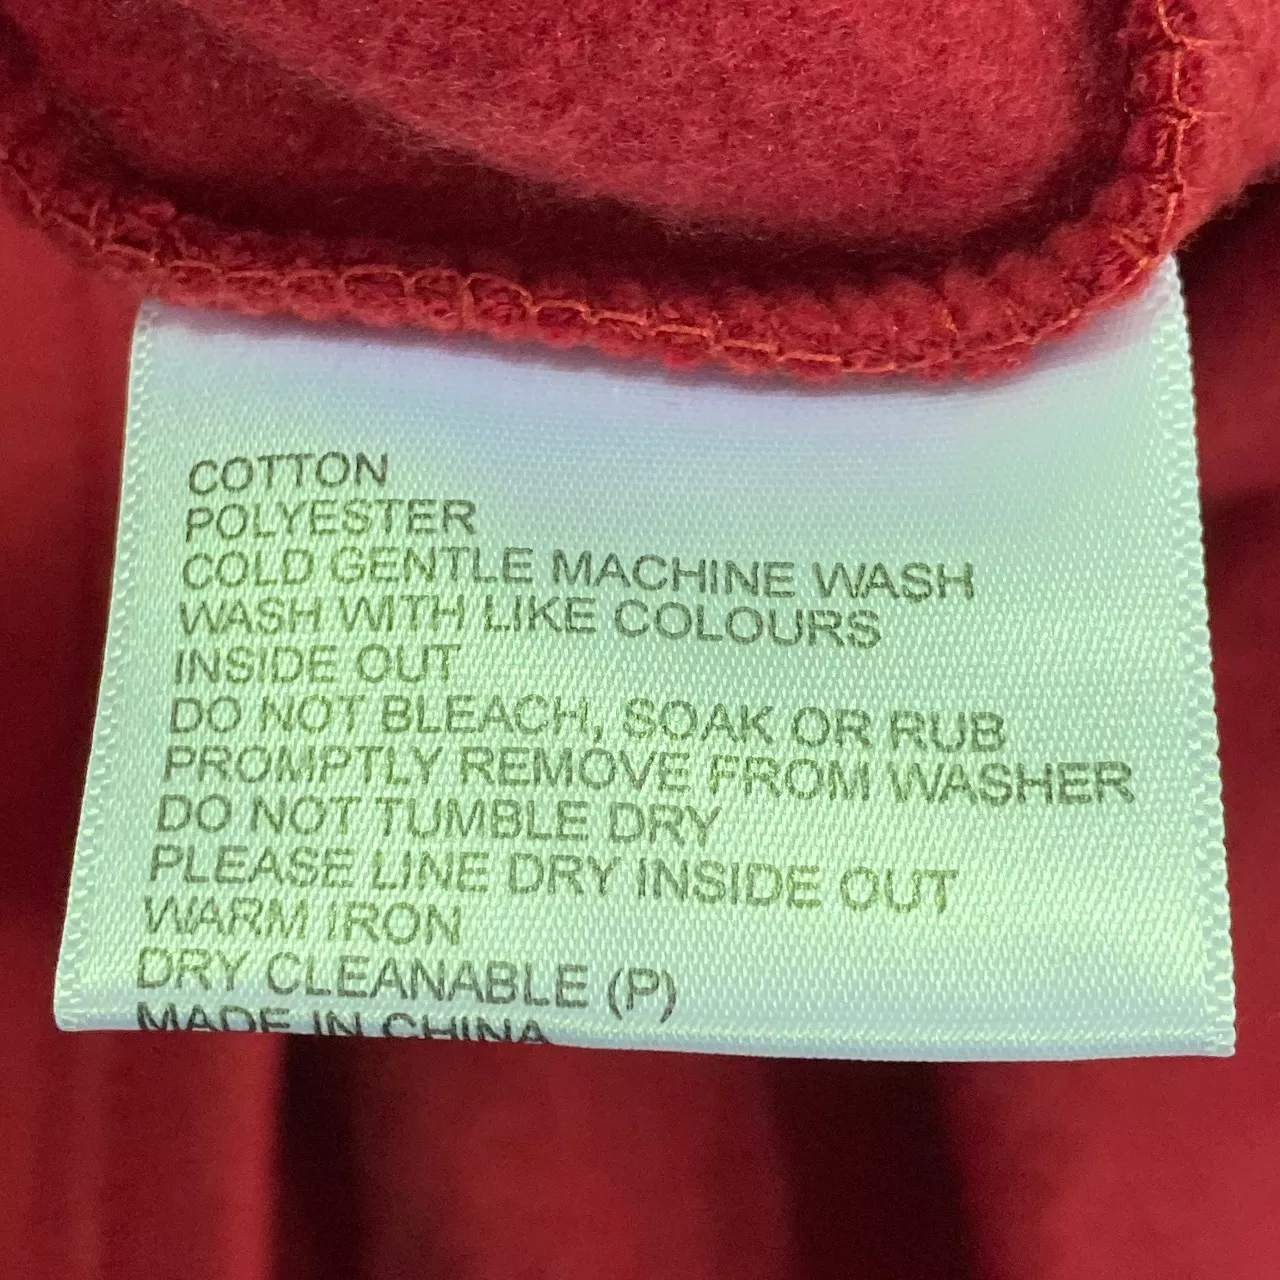 COTTON
POLYESTER
COLD GENTLE MACHINE WASH
WASH WITH LIKE COLOURS
INSIDE OUT
DO NOT BLEACH, SOAK OR RUB
PROMPTLY REMOVE FROM WASHER
DO NOT TUMBLE DRY
PLEASE LINE DRY INSIDE OUT
WARM IRON
DRY CLEANABLE (P)
MADE IN CHINA